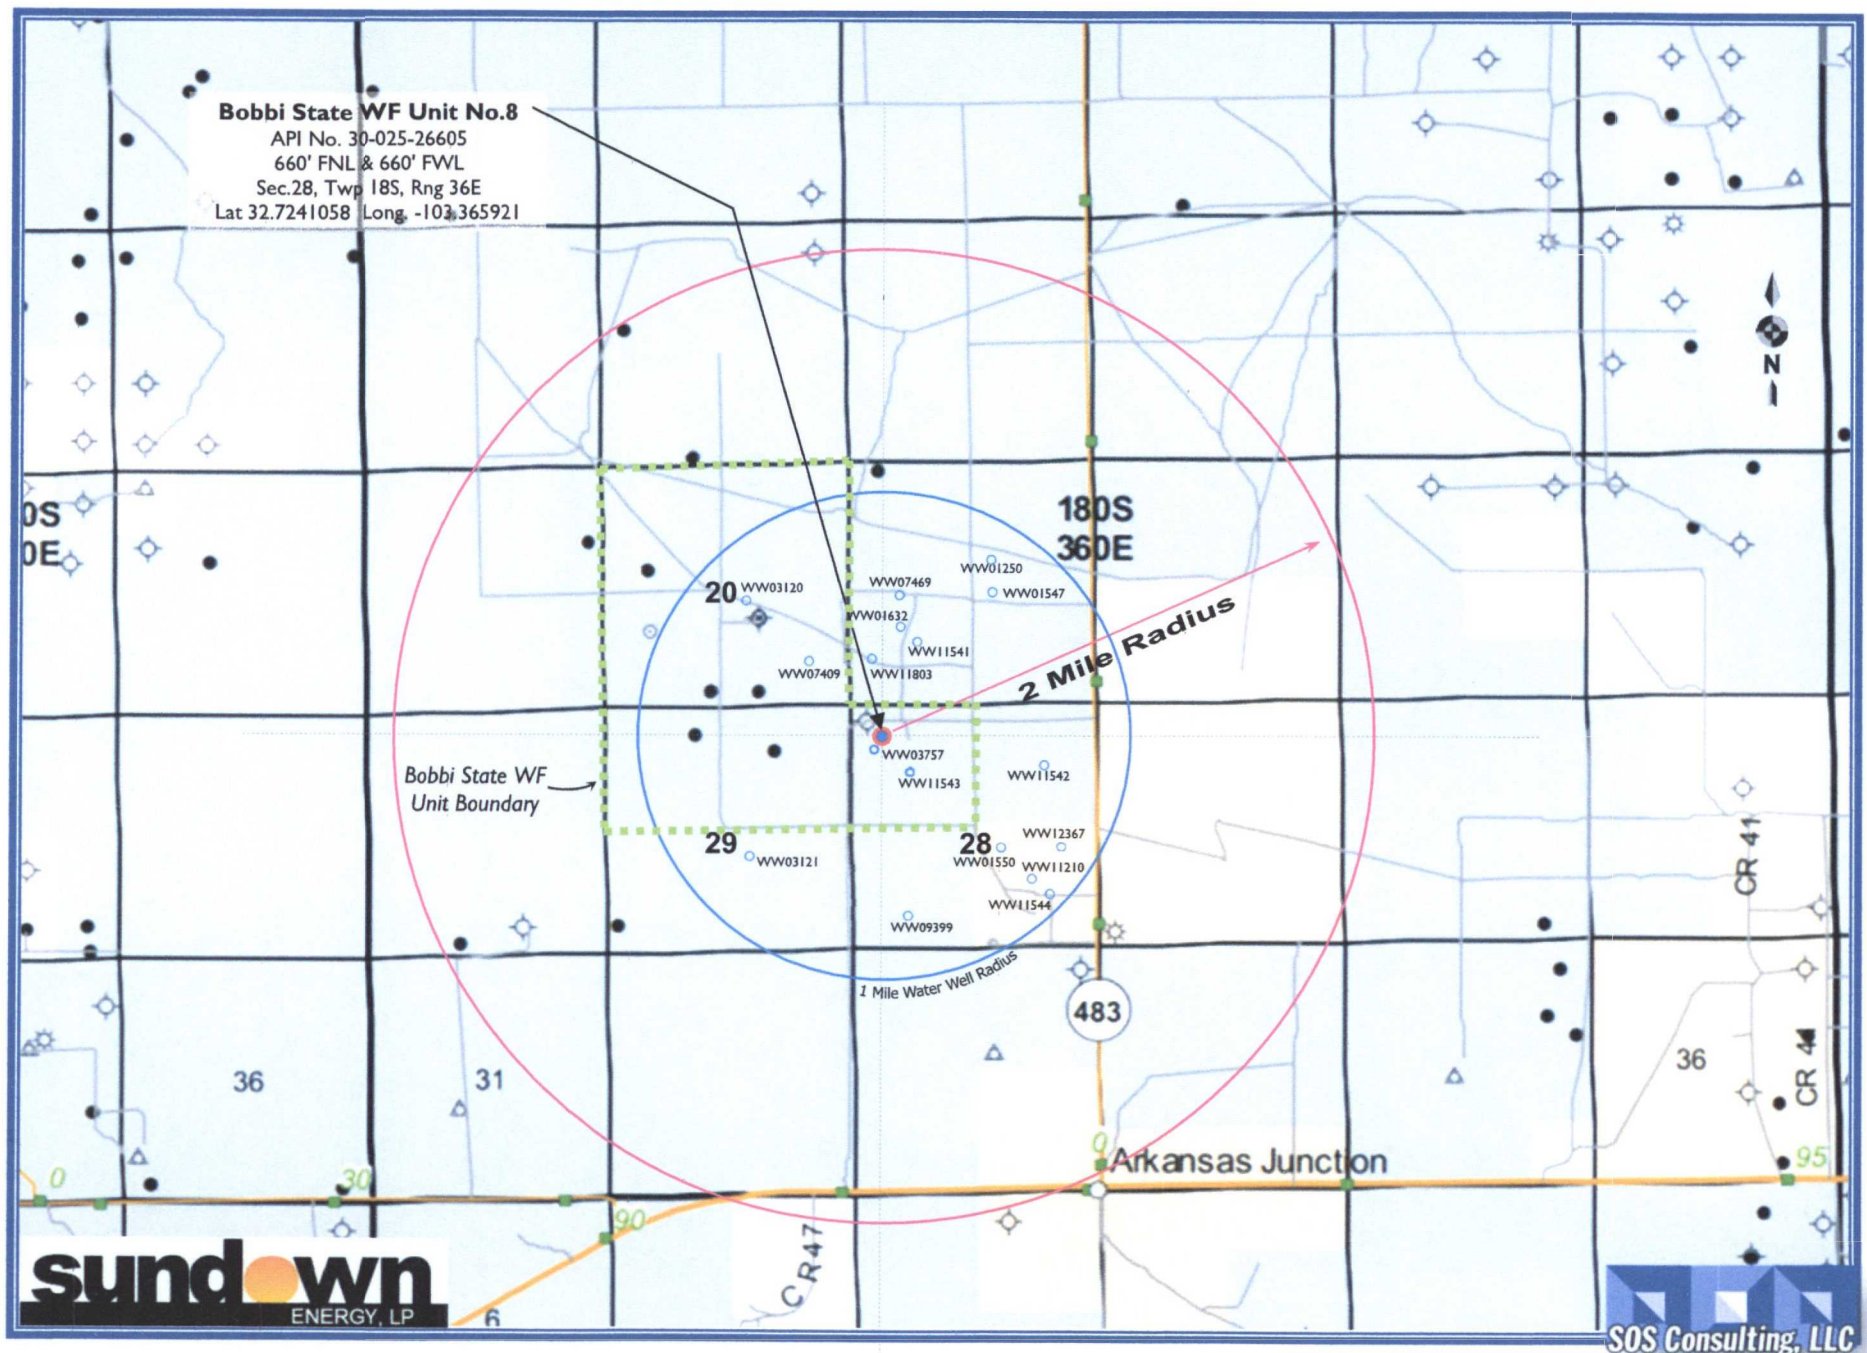 Bobbi State WF Unit No.8
API No. 30-025-26605
660' FNL & 660' FWL
Sec.28, Twp 18S, Rng 36E
Lat 32.7241058 Long. -103.365921
N
0S
0E
180S
360E
WW01250
20
WW03120
WW07469
WW01547
WW01632
2 Mile Radius
WW11541
WW07409
WW11803
WW03757
Bobbi State WF
Unit Boundary
WW11542
WW11543
29
28
WW12367
WW03121
WW01550
WW11210
WW11544
WW09399
1 Mile Water Well Radius
CR 41
483
36
31
36
CR 41
0
30
90
0
Arkansas Junction
95
CR47
6
sundown
ENERGY, LP
SOS Consulting, LLC